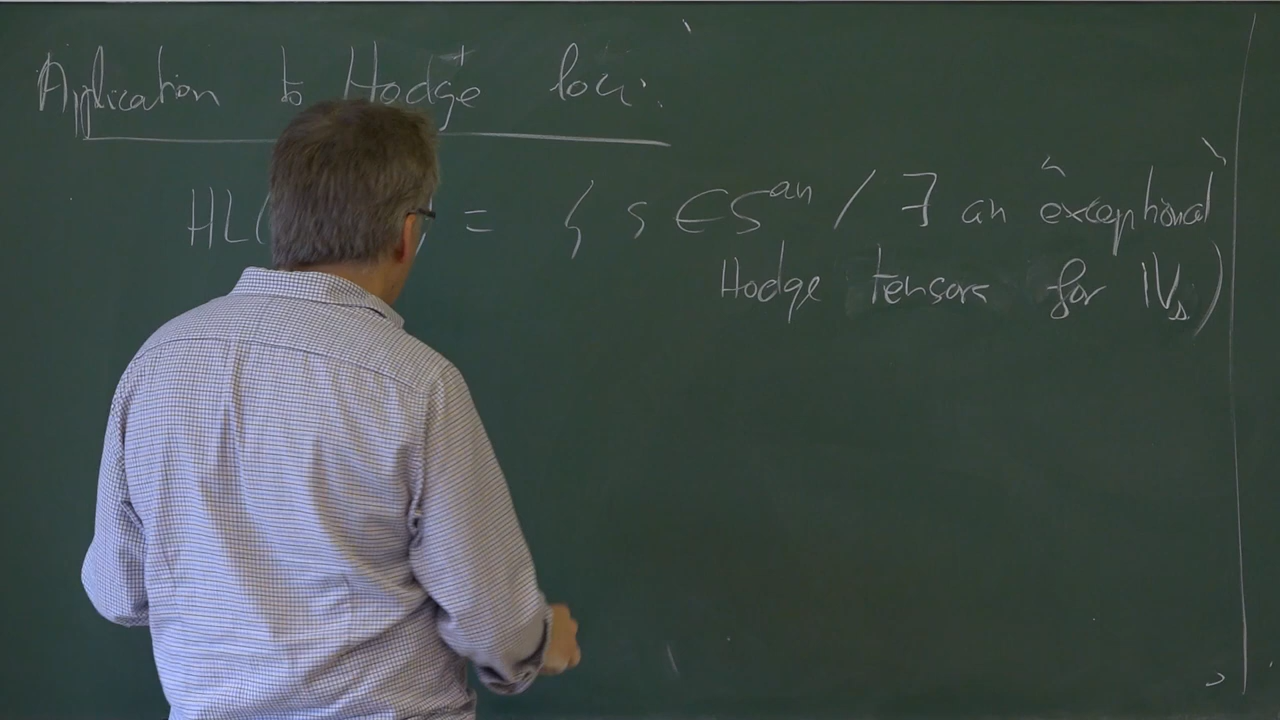 Application to Hodge loci:
HL( ) = { s ∈ S^an / ∃ an exceptional
Hodge tensors for 𝕍_s }